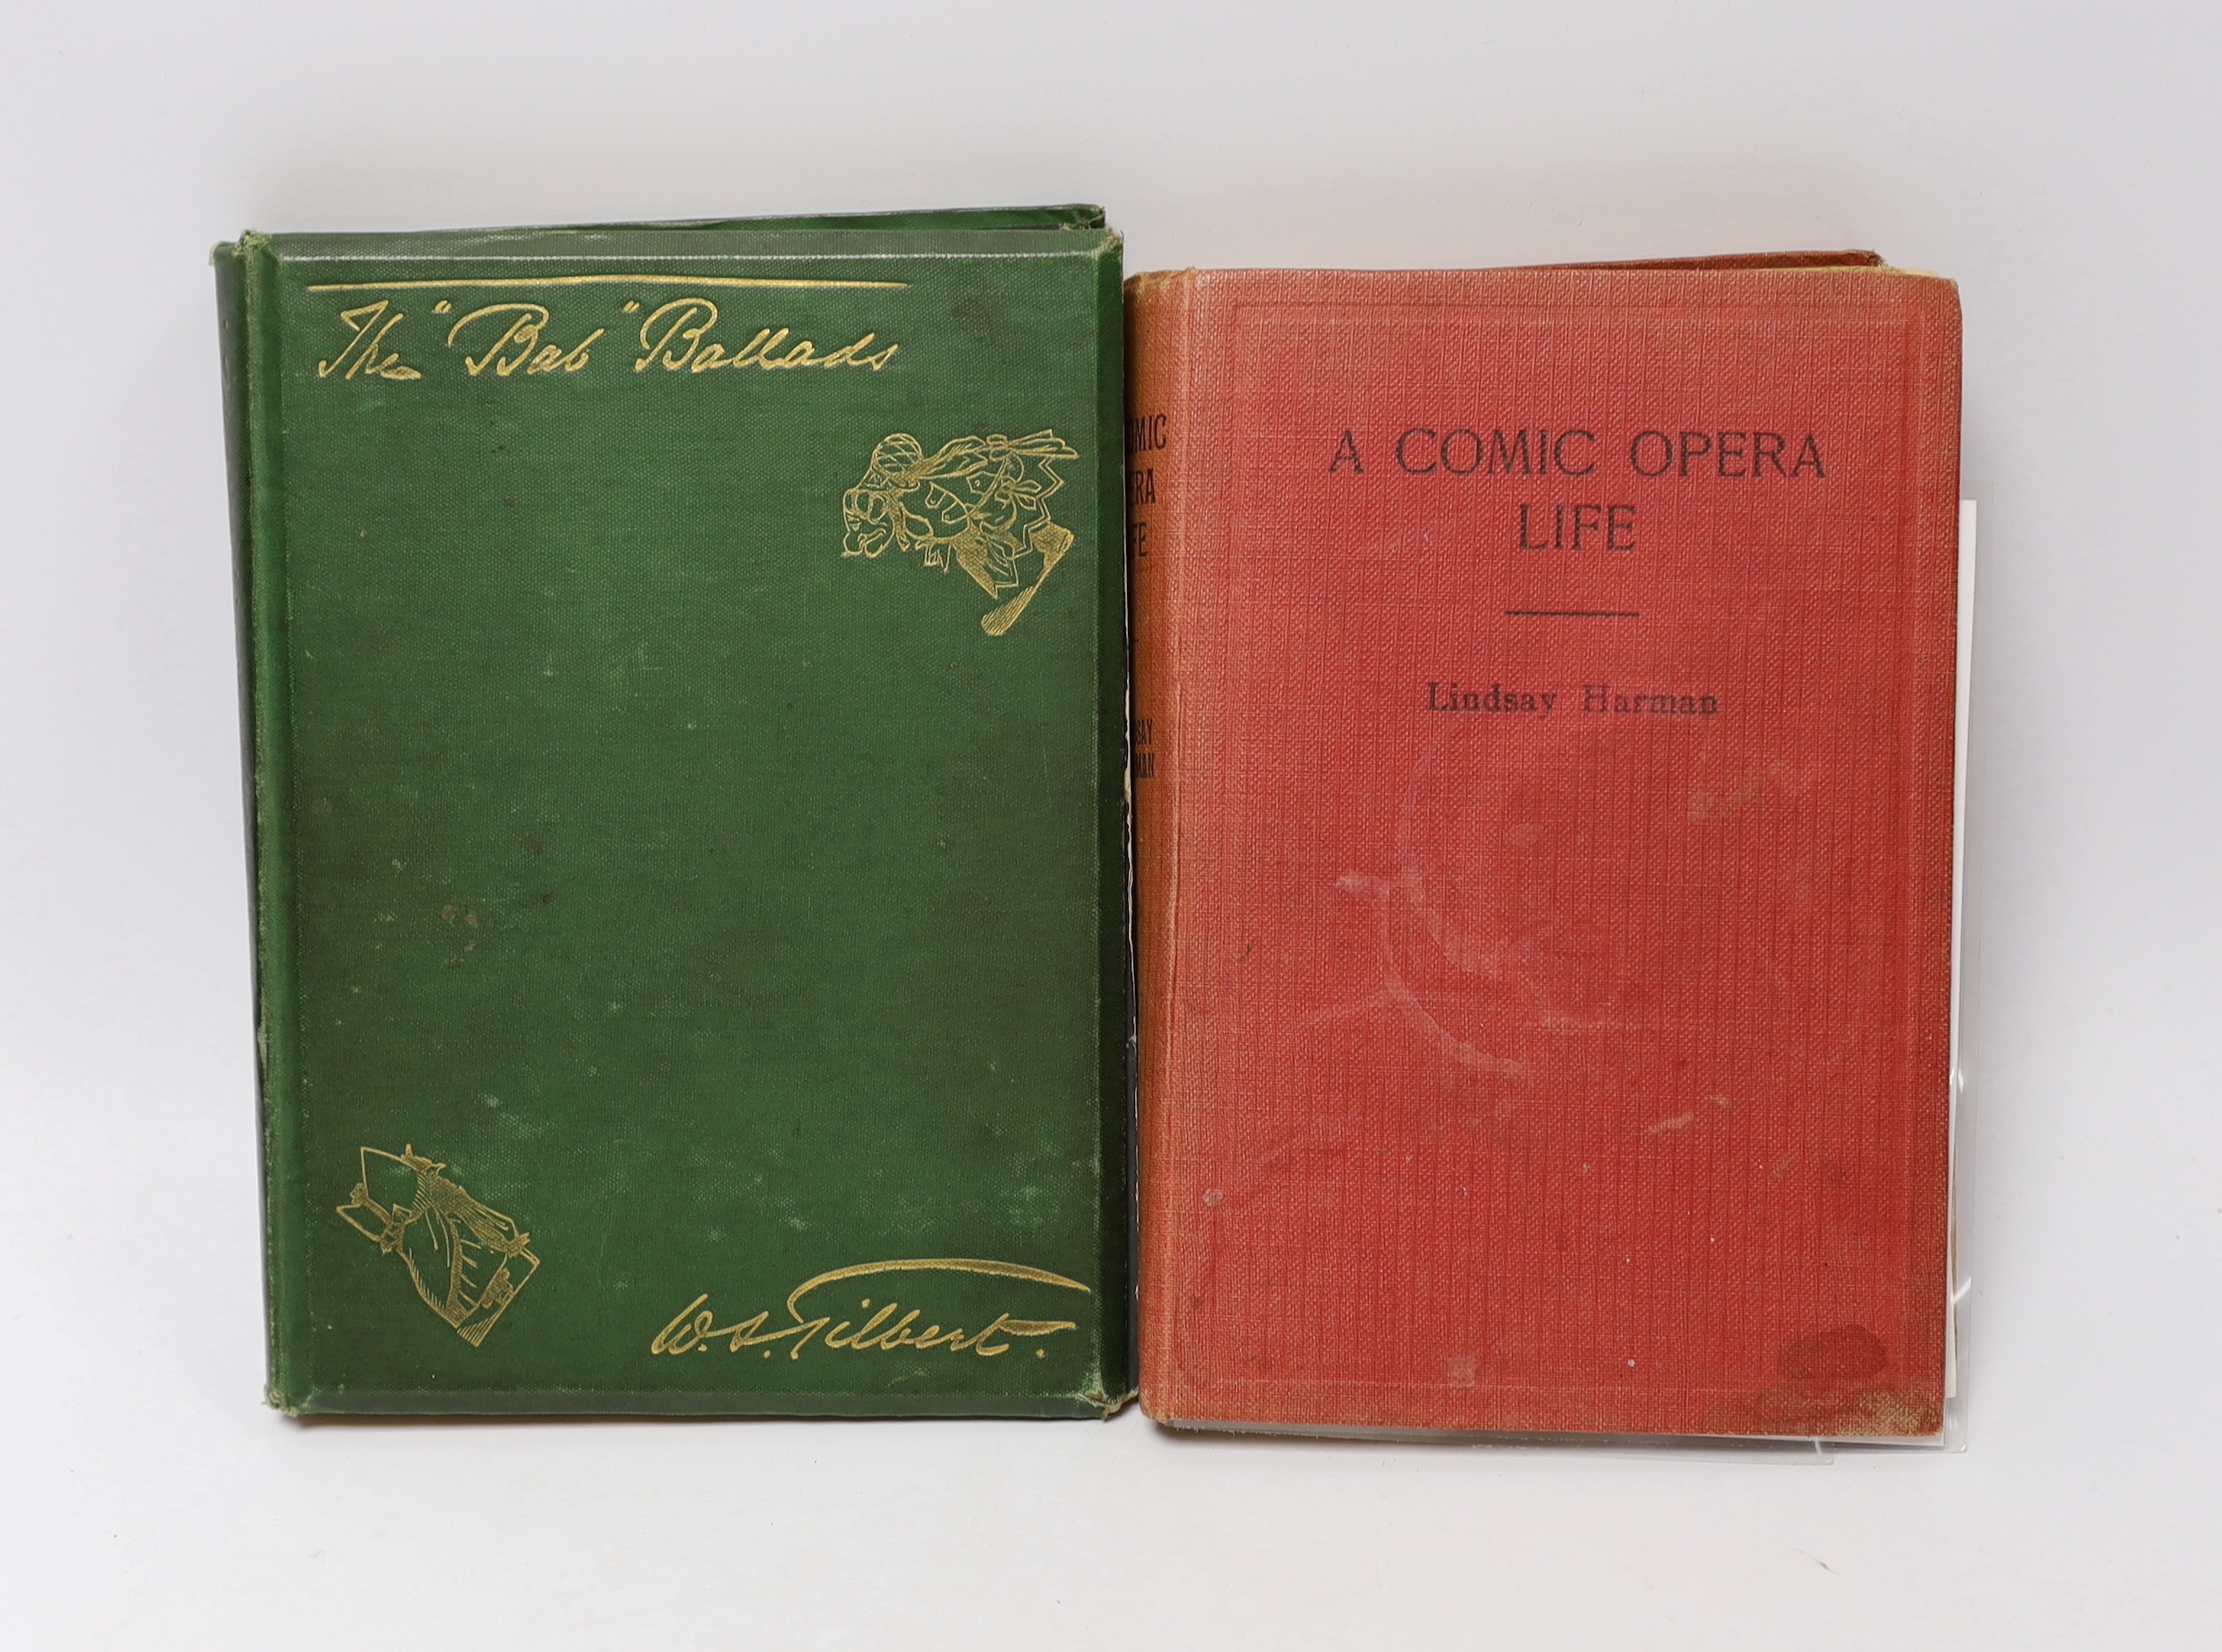 The "Bab" Ballads
W. S. Gilbert.
A COMIC OPERA
LIFE
Lindsay Harman